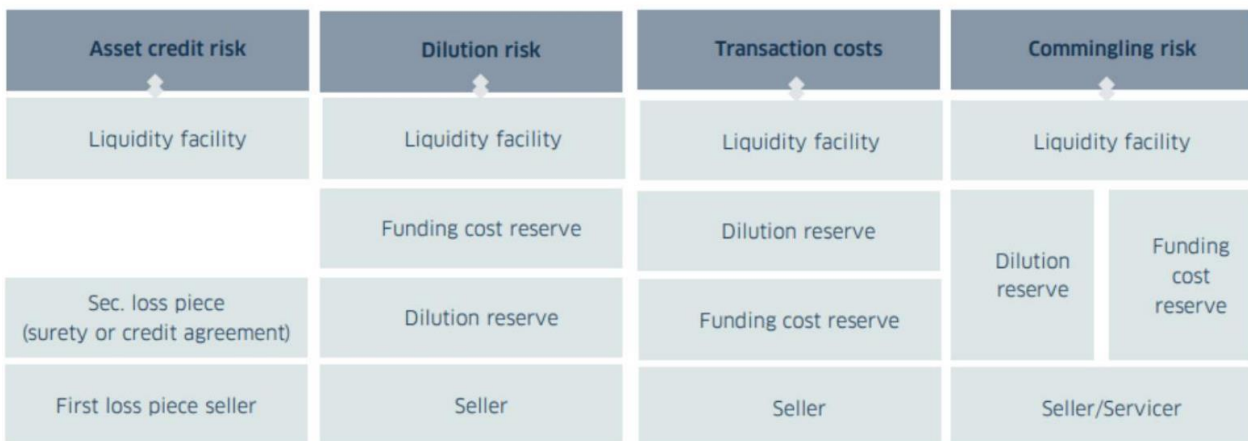 Asset credit risk
Dilution risk
Transaction costs
Commingling risk
Liquidity facility
Liquidity facility
Liquidity facility
Liquidity facility
Funding cost reserve
Dilution reserve
Dilution
reserve
Funding
cost
reserve
Sec. loss piece
(surety or credit agreement)
Dilution reserve
Funding cost reserve
First loss piece seller
Seller
Seller
Seller/Servicer